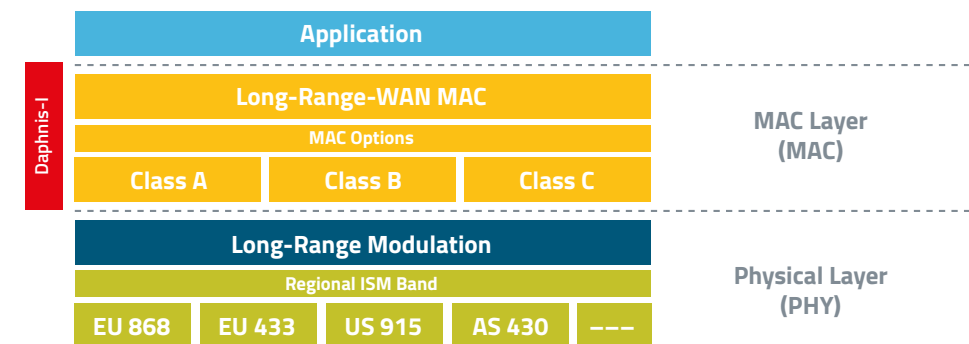 Application
Daphnis-I
Long-Range-WAN MAC
MAC Options
Class A
Class B
Class C
MAC Layer
(MAC)
Long-Range Modulation
Regional ISM Band
EU 868
EU 433
US 915
AS 430
–––
Physical Layer
(PHY)